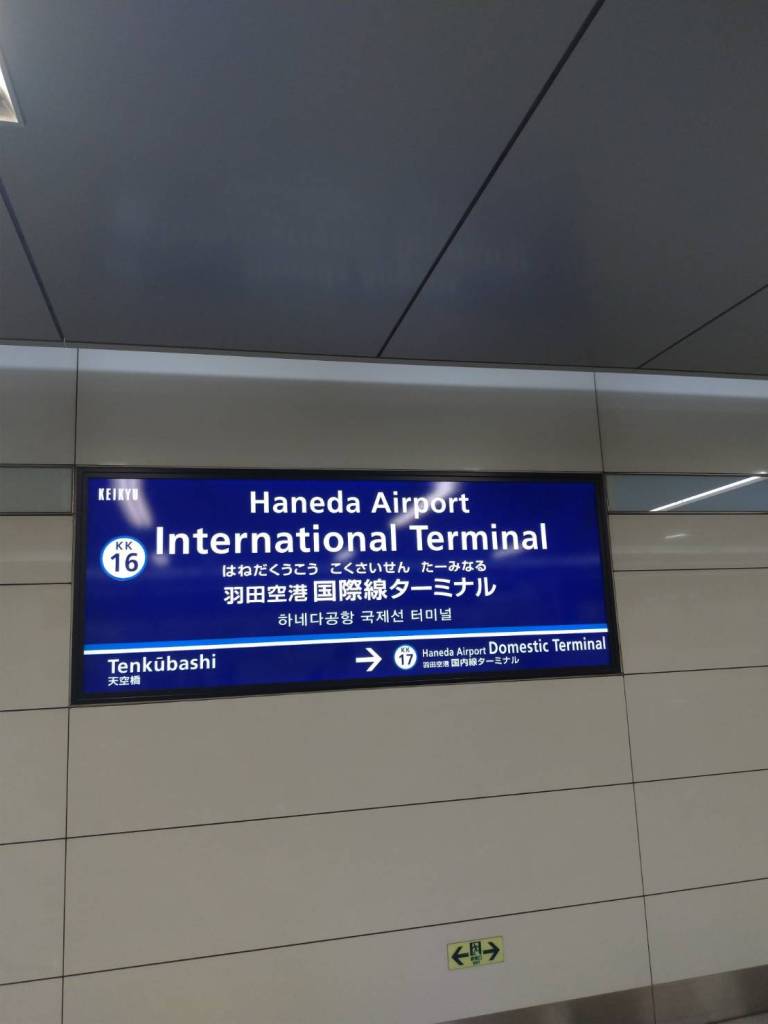 KEIKYU
Haneda Airport
KK
16
International Terminal
はねだくうこう こくさいせん たーみなる
羽田空港 国際線ターミナル
하네다공항 국제선 터미널
Tenkūbashi
天空橋
KK
17
Haneda Airport Domestic Terminal
羽田空港 国内線ターミナル